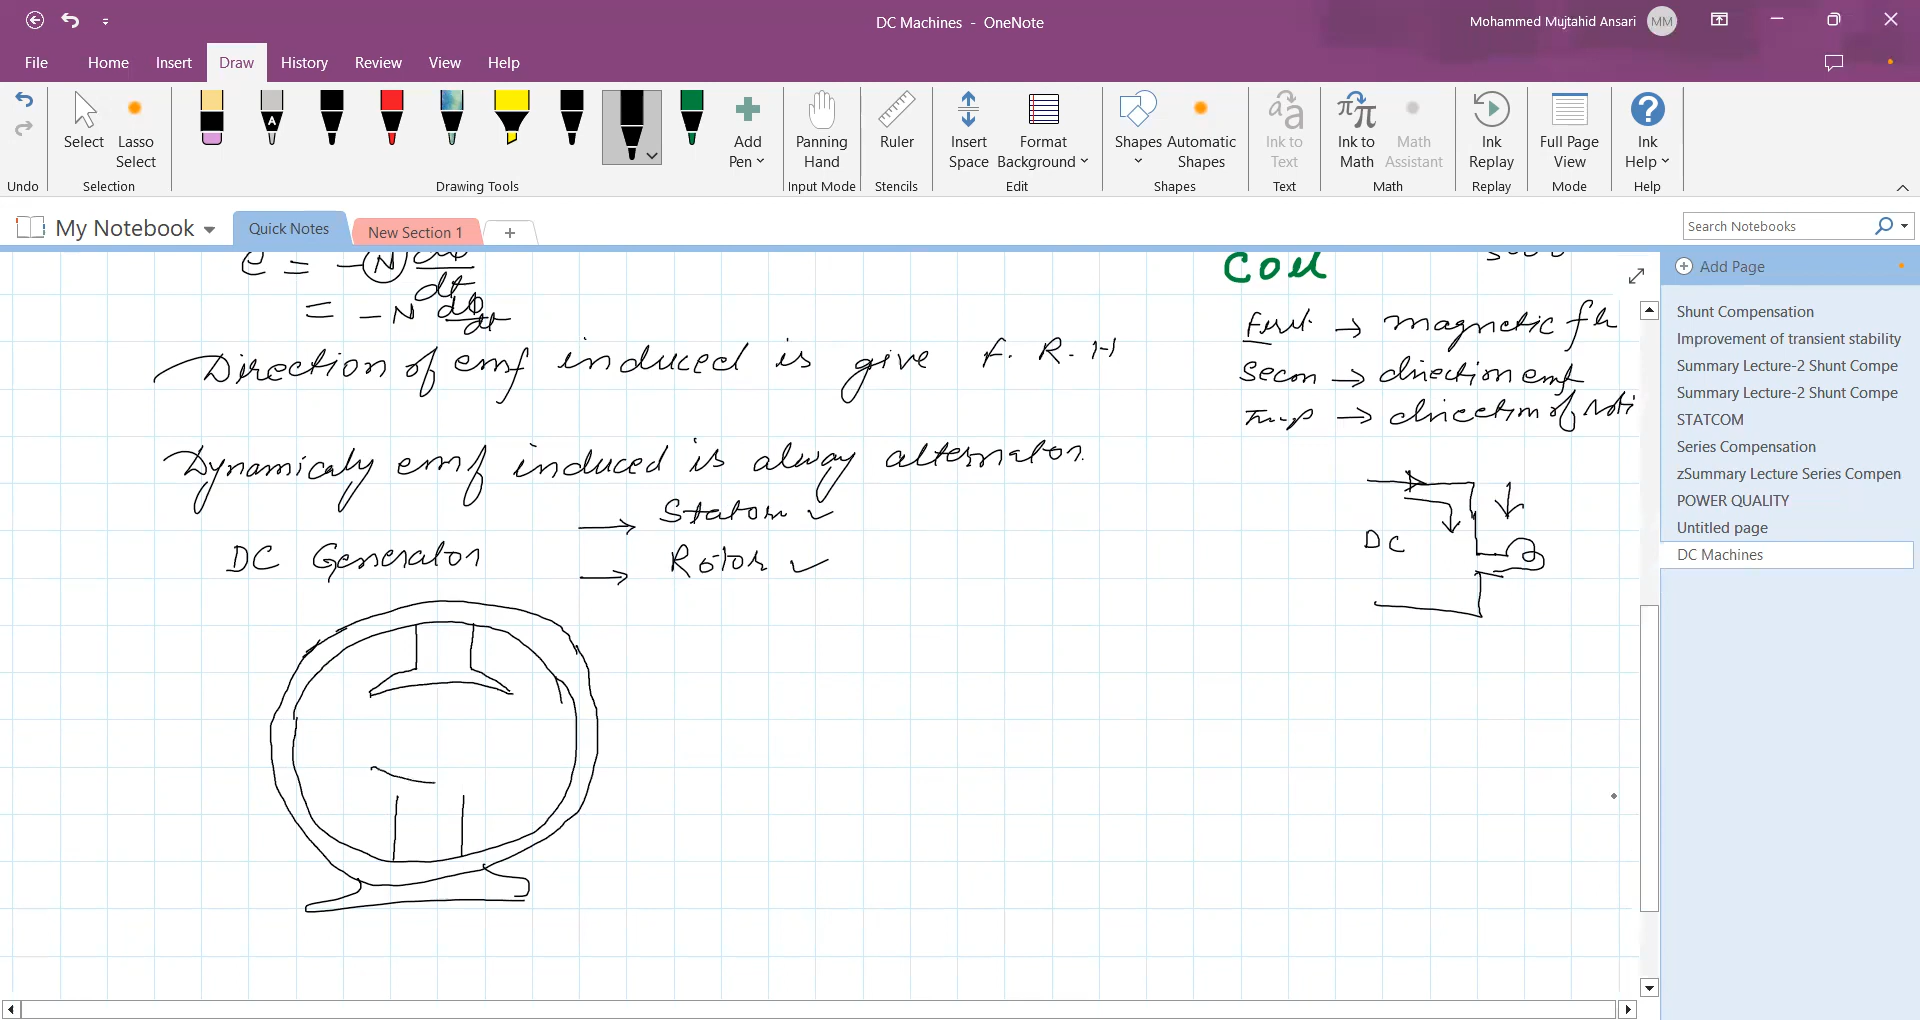 DC Machines - OneNote
Mohammed Mujtahid Ansari MM
File Home Insert Draw History Review View Help
Select
Lasso Select
A
Add Pen
Panning Hand
Ruler
Insert Space
Format Background
Shapes
Automatic Shapes
Ink to Text
Ink to Math
Math Assistant
Ink Replay
Full Page View
Ink Help
Undo Selection Drawing Tools Input Mode Stencils Edit Shapes Text Math Replay Mode Help
My Notebook Quick Notes New Section 1 +
Search Notebooks
Add Page
Shunt Compensation
Improvement of transient stability
Summary Lecture-2 Shunt Compe
Summary Lecture-2 Shunt Compe
STATCOM
Series Compensation
zSummary Lecture Series Compen
POWER QUALITY
Untitled page
DC Machines
e = -N dφ/dt
= -N dφ/dt
Direction of emf induced is give F. R. H
Dynamicaly emf induced is alway alternator.
DC Generator
→ Stator ✓
→ Rotor ✓
Coil
→ magnetic
Secon → direction emf
→ direction of
DC